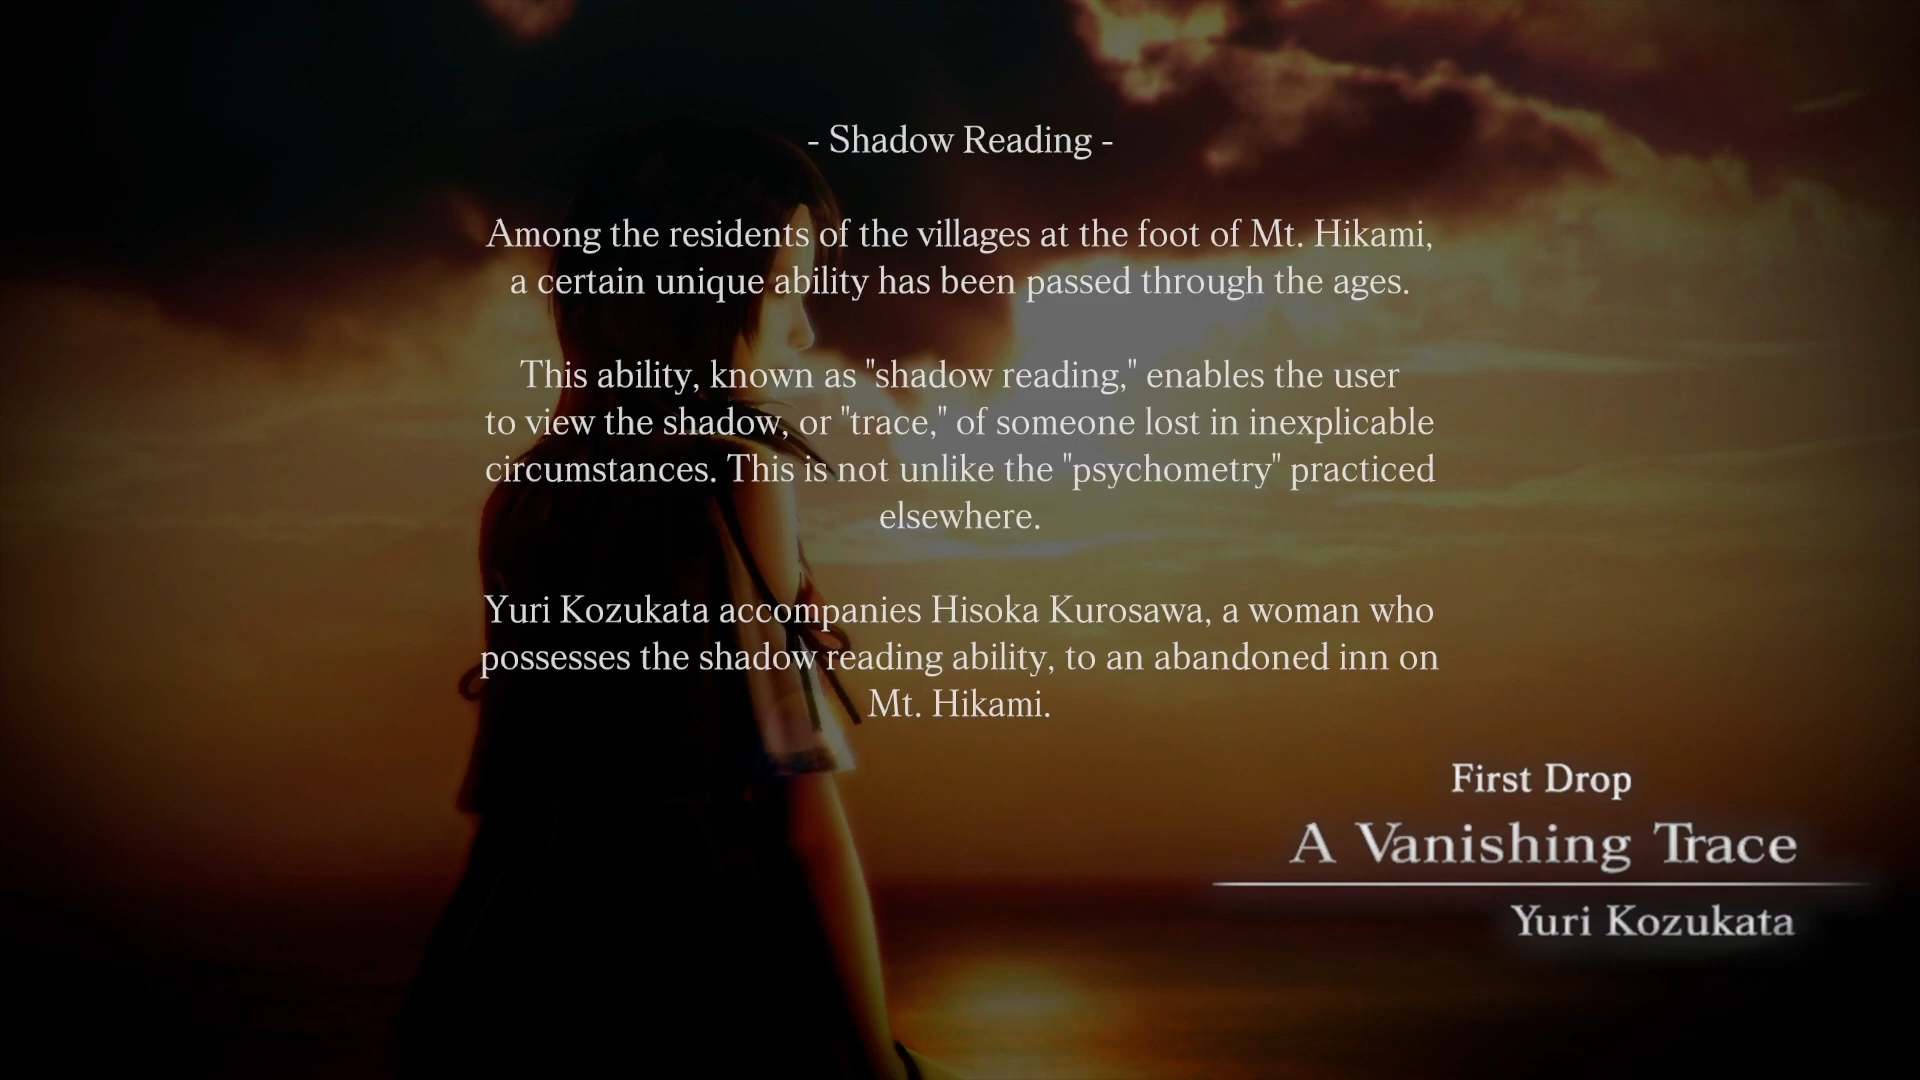 - Shadow Reading -
Among the residents of the villages at the foot of Mt. Hikami,
a certain unique ability has been passed through the ages.
This ability, known as "shadow reading," enables the user
to view the shadow, or "trace," of someone lost in inexplicable
circumstances. This is not unlike the "psychometry" practiced
elsewhere.
Yuri Kozukata accompanies Hisoka Kurosawa, a woman who
possesses the shadow reading ability, to an abandoned inn on
Mt. Hikami.
First Drop
A Vanishing Trace
Yuri Kozukata